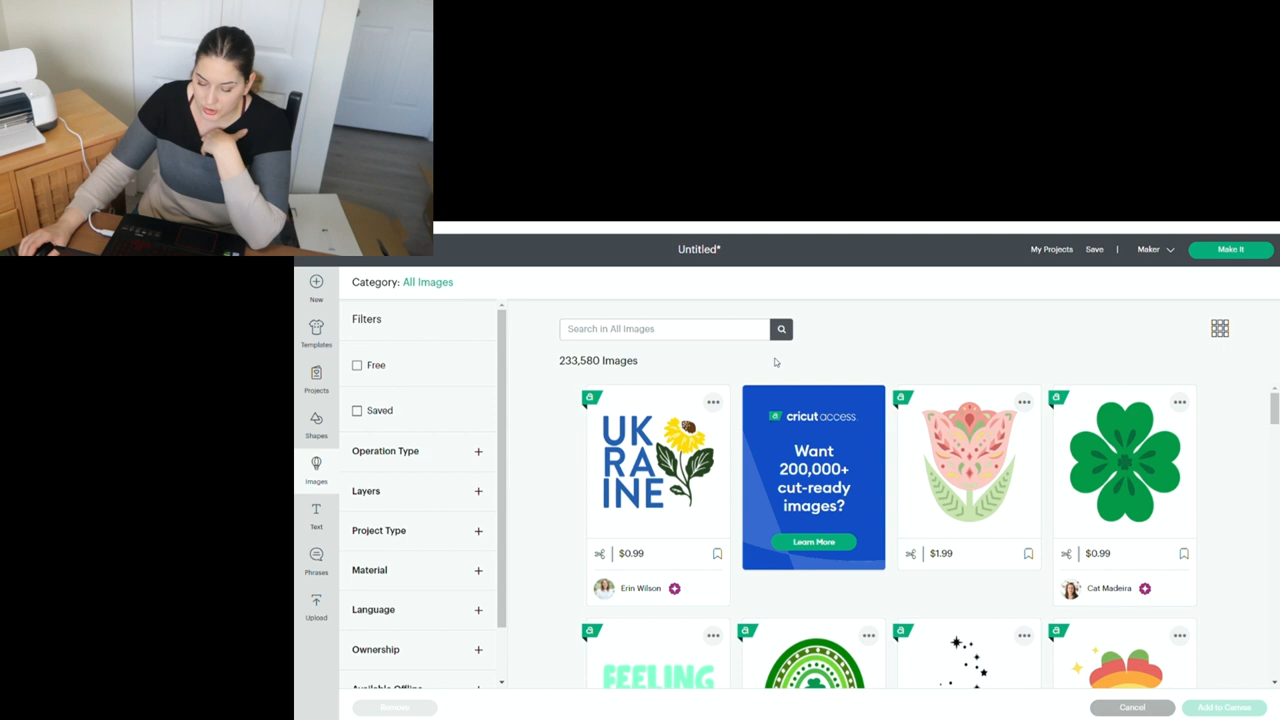 Untitled*
My Projects
Save
|
Maker
Make It
New
Templates
Projects
Shapes
Images
Text
Phrases
Upload
Category: All Images
Filters
Free
Saved
Operation Type
Layers
Project Type
Material
Language
Ownership
Available Offline
Search in All Images
233,580 Images
UK
RA
INE
$0.99
Erin Wilson
cricut access.
Want
200,000+
cut-ready
images?
Learn More
$1.99
$0.99
Cat Madeira
FEELING
Remove
Cancel
Add to Canvas